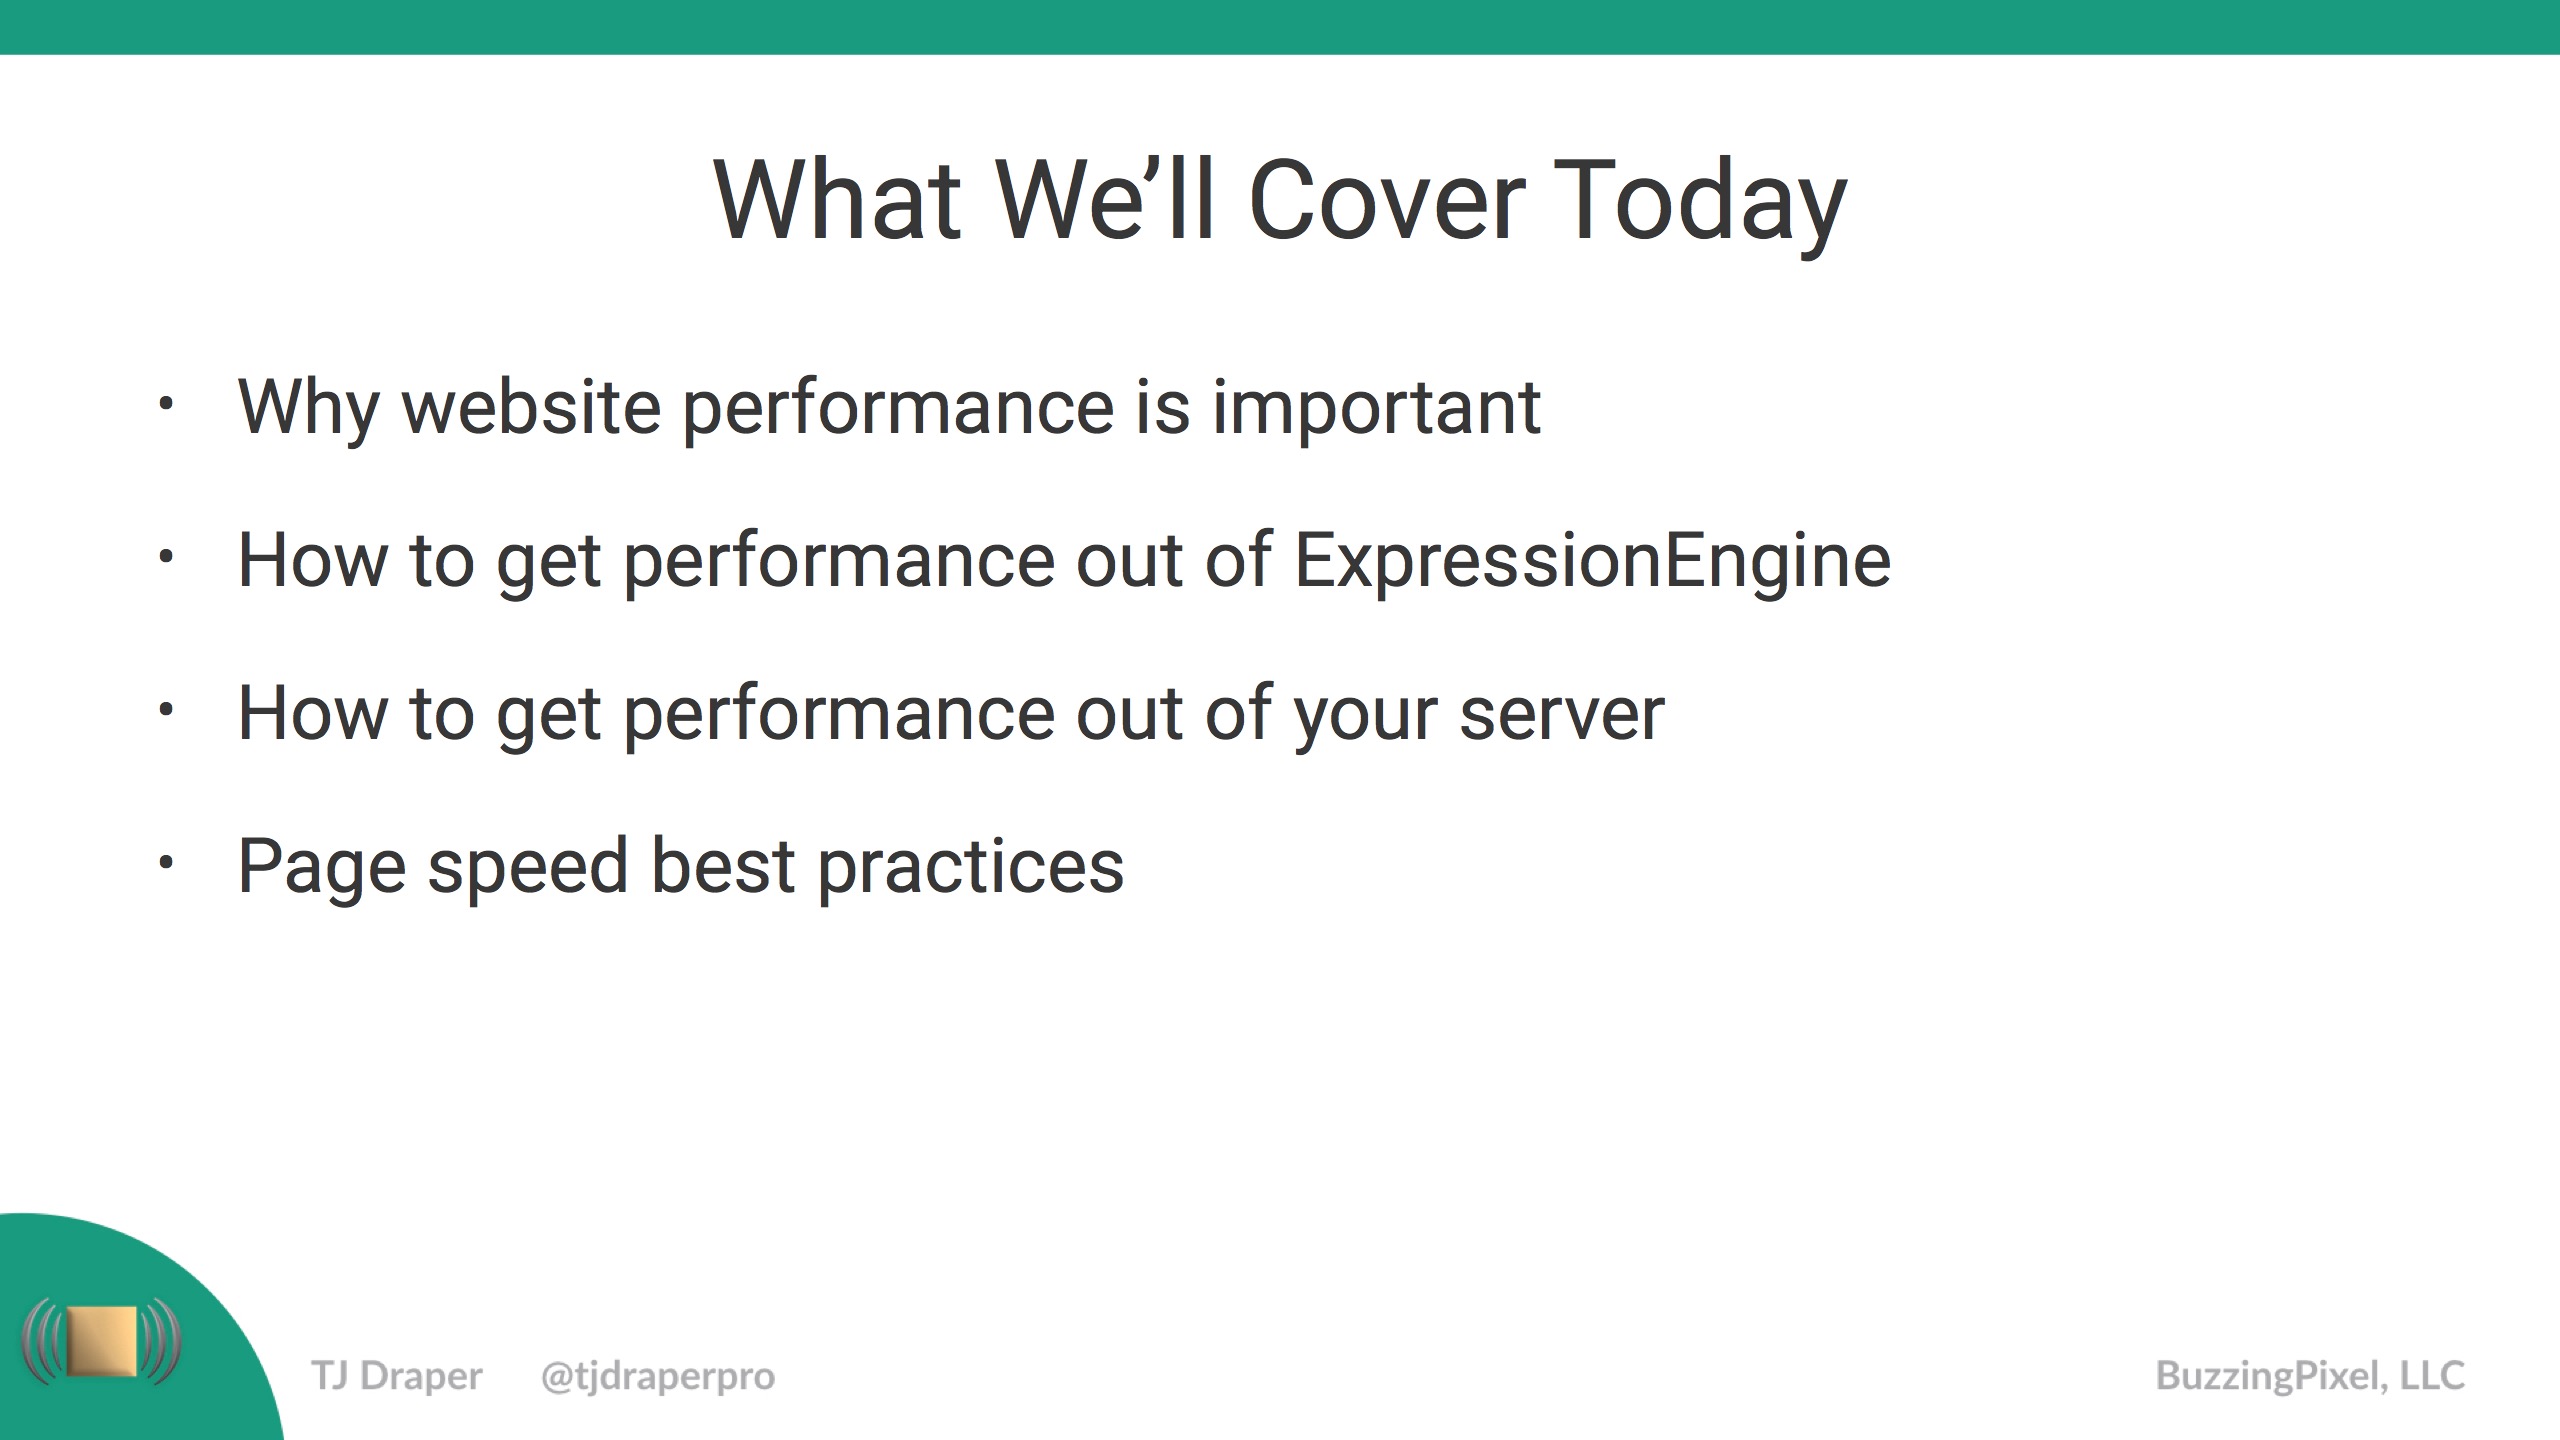 What We’ll Cover Today
• Why website performance is important
• How to get performance out of ExpressionEngine
• How to get performance out of your server
• Page speed best practices
TJ Draper @tjdraperpro BuzzingPixel, LLC